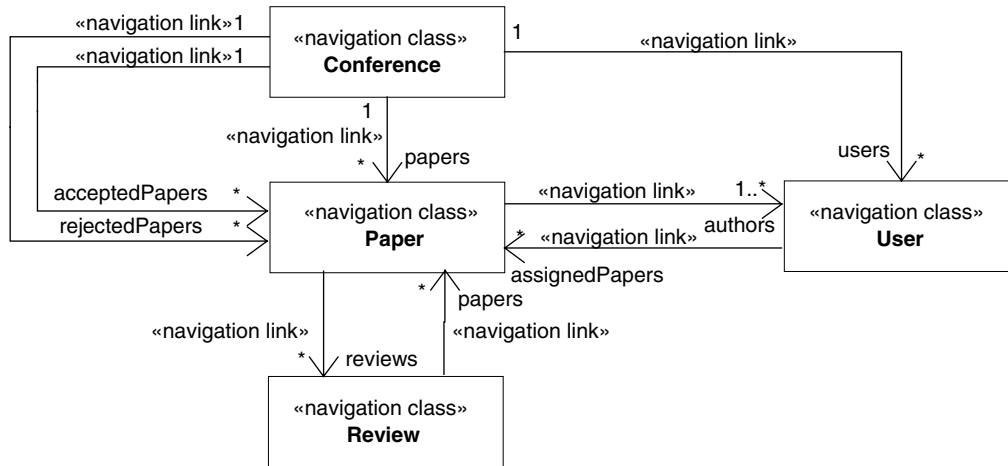 «navigation link»1
«navigation link»1
«navigation class»
Conference
1
«navigation link»
1
«navigation link»
* papers
users *
acceptedPapers *
rejectedPapers *
«navigation class»
Paper
«navigation link» 1..*
authors
* «navigation link»
assignedPapers
«navigation class»
User
* papers
«navigation link»
«navigation link»
* reviews
«navigation class»
Review